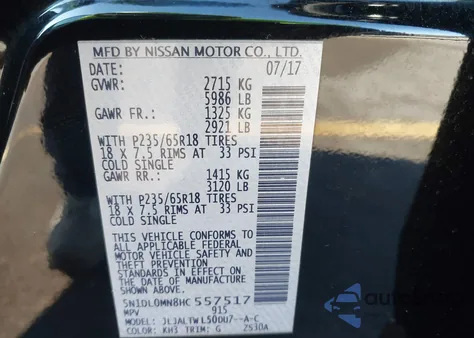 MFD BY NISSAN MOTOR CO., LTD.
DATE: 07/17
GVWR: 2715 KG
5986 LB
GAWR FR.: 1325 KG
2921 LB
WITH P235/65R18 TIRES
18 X 7.5 RIMS AT 33 PSI
COLD SINGLE
GAWR RR.: 1415 KG
3120 LB
WITH P235/65R18 TIRES
18 X 7.5 RIMS AT 33 PSI
COLD SINGLE
THIS VEHICLE CONFORMS TO
ALL APPLICABLE FEDERAL
MOTOR VEHICLE SAFETY
AND THEFT PREVENTION
STANDARDS IN EFFECT ON
THE DATE OF MANUFACTURE
SHOWN ABOVE.
5N1DL0MN8HC 557517
MPV 915
MODEL: JLJALTWL50DU7--A-C
COLOR: KH3 TRIM: G 2530A